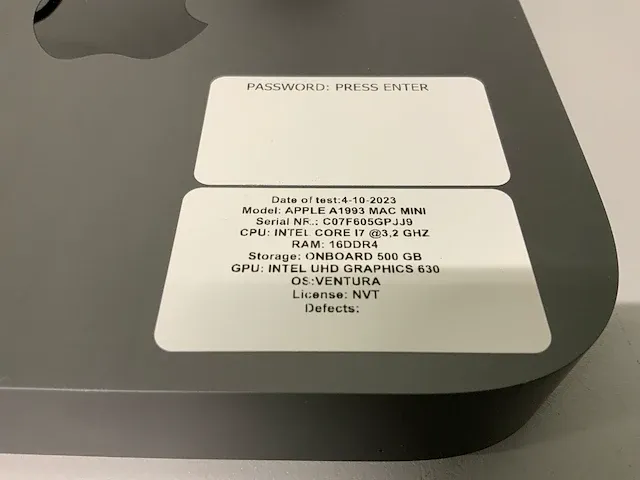 PASSWORD: PRESS ENTER
Date of test:4-10-2023
Model: APPLE A1993 MAC MINI
Serial NR.: C07F605GPJJ9
CPU: INTEL CORE I7 @3,2 GHZ
RAM: 16DDR4
Storage: ONBOARD 500 GB
GPU: INTEL UHD GRAPHICS 630
OS:VENTURA
License: NVT
Defects: